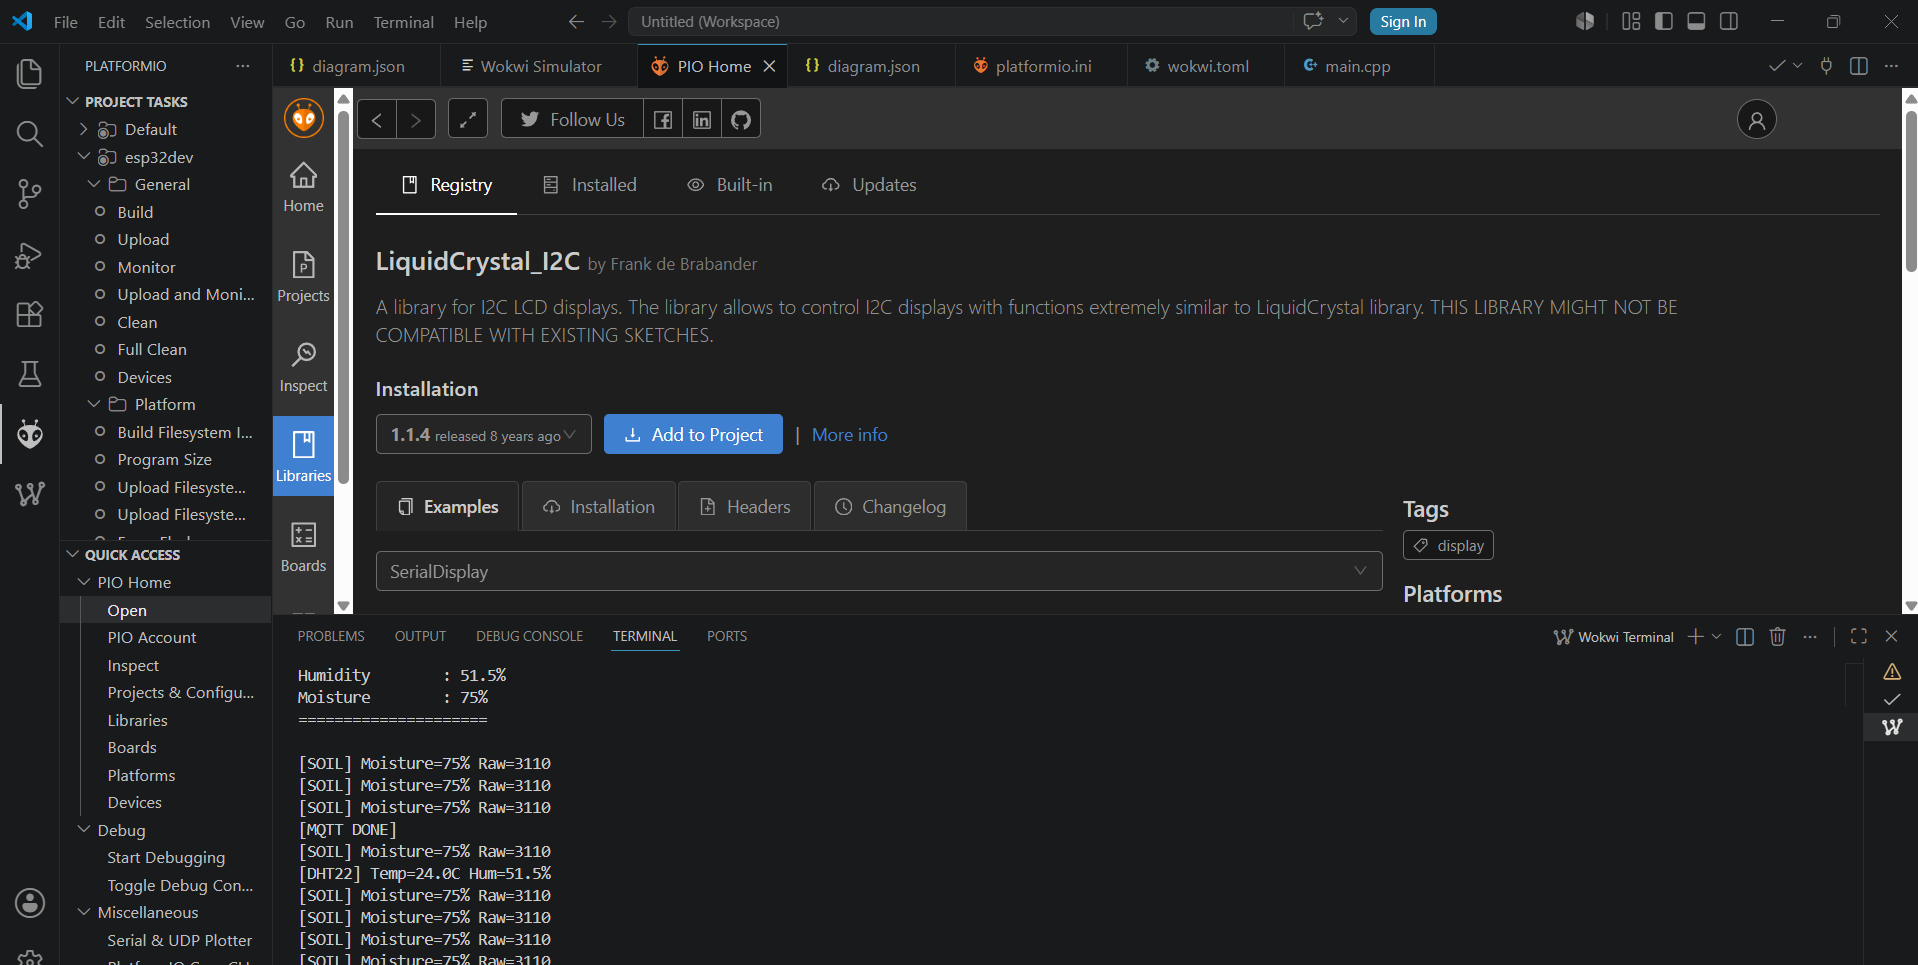 File Edit Selection View Go Run Terminal Help
Untitled (Workspace)
Sign In
PLATFORMIO
diagram.json
Wokwi Simulator
PIO Home
diagram.json
platformio.ini
wokwi.toml
main.cpp
PROJECT TASKS
Default
esp32dev
General
Build
Upload
Monitor
Upload and Moni...
Clean
Full Clean
Devices
Platform
Build Filesystem I...
Program Size
Upload Filesyste...
Upload Filesyste...
QUICK ACCESS
PIO Home
Open
PIO Account
Inspect
Projects & Configu...
Libraries
Boards
Platforms
Devices
Debug
Start Debugging
Toggle Debug Con...
Miscellaneous
Serial & UDP Plotter
Home
Projects
Inspect
Libraries
Boards
Follow Us
Registry
Installed
Built-in
Updates
LiquidCrystal_I2C by Frank de Brabander
A library for I2C LCD displays. The library allows to control I2C displays with functions extremely similar to LiquidCrystal library. THIS LIBRARY MIGHT NOT BE
COMPATIBLE WITH EXISTING SKETCHES.
Installation
1.1.4 released 8 years ago
Add to Project
| More info
Examples
Installation
Headers
Changelog
SerialDisplay
Tags
display
Platforms
PROBLEMS OUTPUT DEBUG CONSOLE TERMINAL PORTS
Wokwi Terminal
Humidity : 51.5%
Moisture : 75%
=====================
[SOIL] Moisture=75% Raw=3110
[SOIL] Moisture=75% Raw=3110
[SOIL] Moisture=75% Raw=3110
[MQTT DONE]
[SOIL] Moisture=75% Raw=3110
[DHT22] Temp=24.0C Hum=51.5%
[SOIL] Moisture=75% Raw=3110
[SOIL] Moisture=75% Raw=3110
[SOIL] Moisture=75% Raw=3110
[SOIL] Moisture=75% Raw=3110